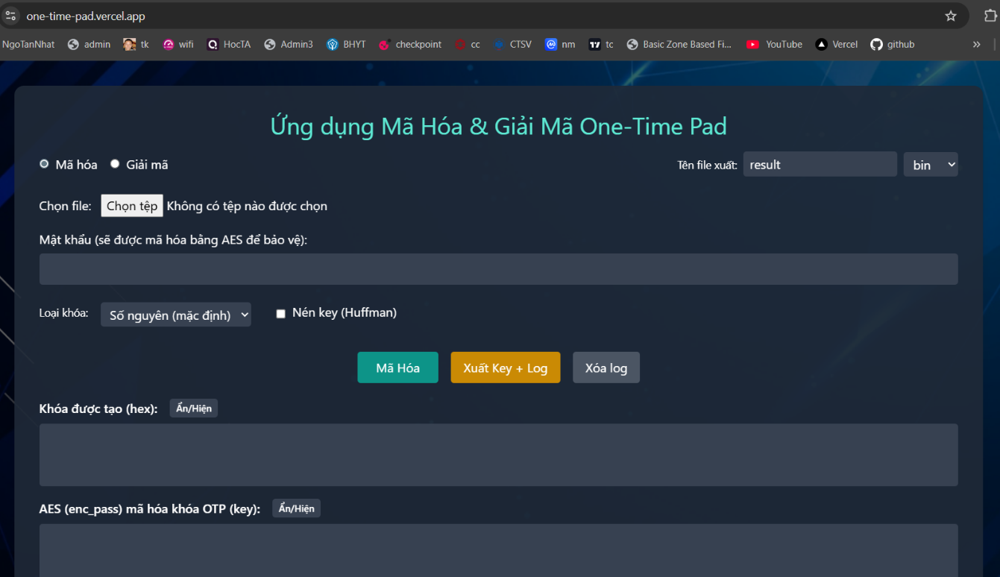 one-time-pad.vercel.app
NgoTanNhat admin tk wifi HocTA Admin3 BHYT checkpoint cc CTSV nm tc Basic Zone Based Fi... YouTube Vercel github »
Ứng dụng Mã Hóa & Giải Mã One-Time Pad
Mã hóa Giải mã Tên file xuất: result bin
Chọn file: Chọn tệp Không có tệp nào được chọn
Mật khẩu (sẽ được mã hóa bằng AES để bảo vệ):
Loại khóa: Số nguyên (mặc định) Nén key (Huffman)
Mã Hóa Xuất Key + Log Xóa log
Khóa được tạo (hex): Ẩn/Hiện
AES (enc_pass) mã hóa khóa OTP (key): Ẩn/Hiện